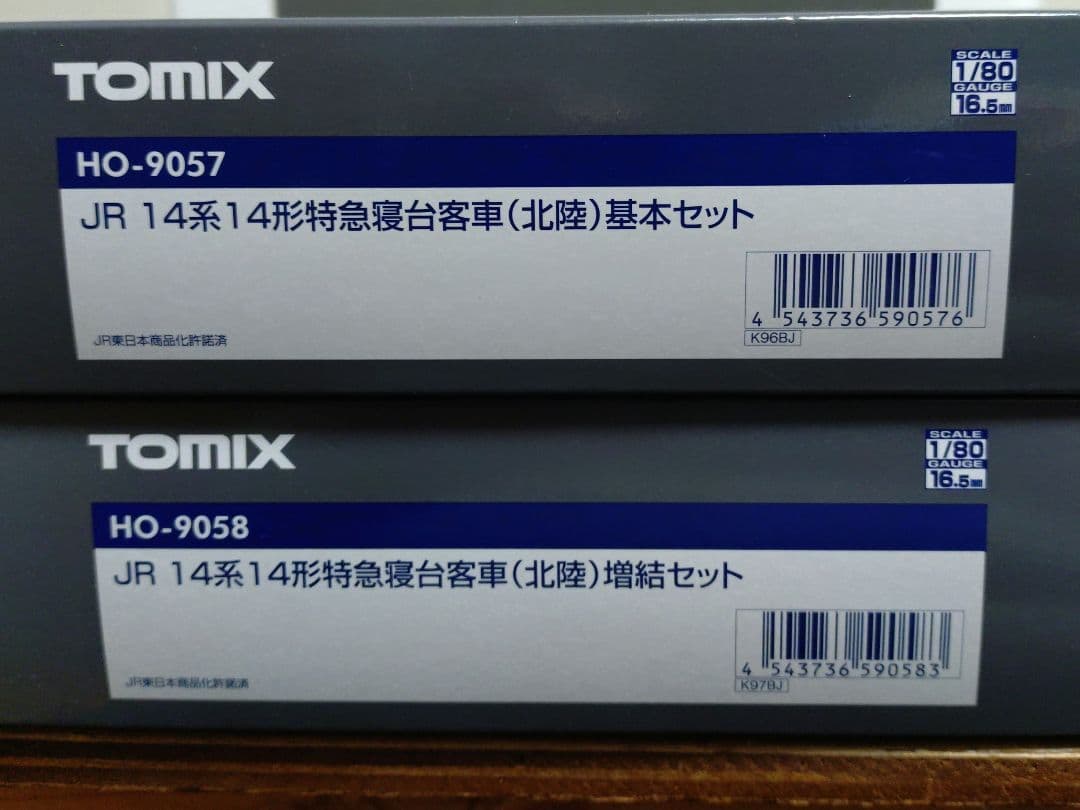 TOMIX
SCALE
1/80
GAUGE
16.5mm
HO-9057
JR 14系14形特急寝台客車(北陸)基本セット
4 543736 590576
JR東日本商品化許諾済
K96BJ
TOMIX
SCALE
1/80
GAUGE
16.5mm
HO-9058
JR 14系14形特急寝台客車(北陸)増結セット
4 543736 590583
JR東日本商品化許諾済
K97BJ